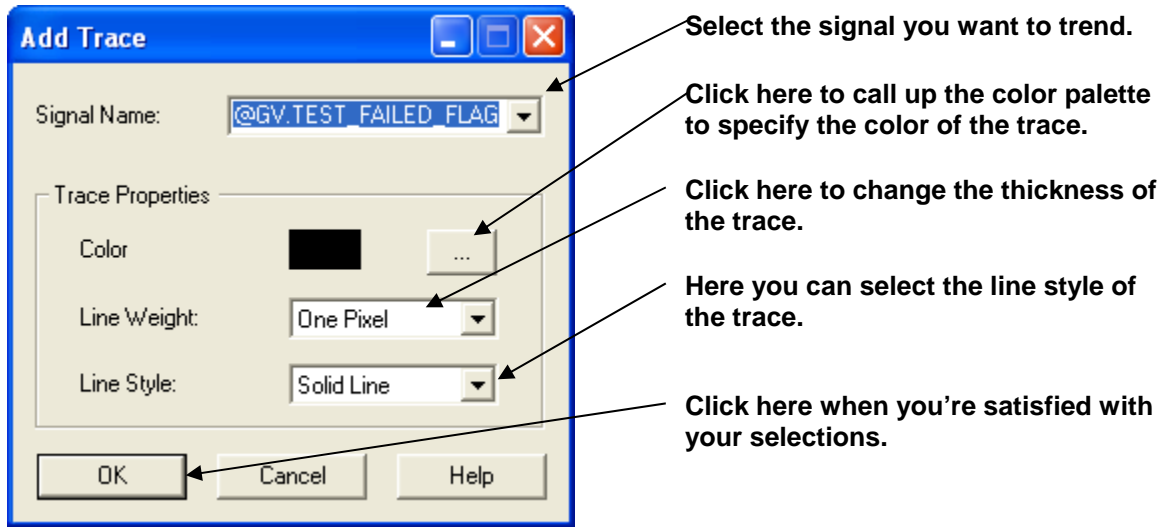 Add Trace
Signal Name:
@GV.TEST_FAILED_FLAG
Trace Properties
Color
...
Line Weight:
One Pixel
Line Style:
Solid Line
OK
Cancel
Help
Select the signal you want to trend.
Click here to call up the color palette
to specify the color of the trace.
Click here to change the thickness of
the trace.
Here you can select the line style of
the trace.
Click here when you’re satisfied with
your selections.